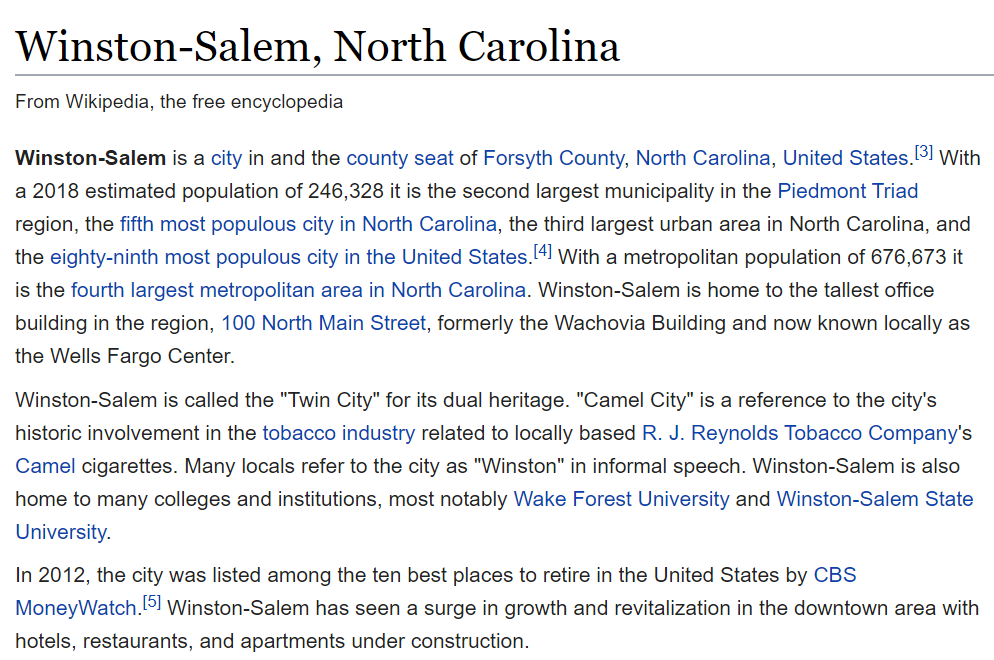 Winston-Salem, North Carolina
From Wikipedia, the free encyclopedia
Winston-Salem is a city in and the county seat of Forsyth County, North Carolina, United States.[3] With
a 2018 estimated population of 246,328 it is the second largest municipality in the Piedmont Triad
region, the fifth most populous city in North Carolina, the third largest urban area in North Carolina, and
the eighty-ninth most populous city in the United States.[4] With a metropolitan population of 676,673 it
is the fourth largest metropolitan area in North Carolina. Winston-Salem is home to the tallest office
building in the region, 100 North Main Street, formerly the Wachovia Building and now known locally as
the Wells Fargo Center.
Winston-Salem is called the "Twin City" for its dual heritage. "Camel City" is a reference to the city's
historic involvement in the tobacco industry related to locally based R. J. Reynolds Tobacco Company's
Camel cigarettes. Many locals refer to the city as "Winston" in informal speech. Winston-Salem is also
home to many colleges and institutions, most notably Wake Forest University and Winston-Salem State
University.
In 2012, the city was listed among the ten best places to retire in the United States by CBS
MoneyWatch.[5] Winston-Salem has seen a surge in growth and revitalization in the downtown area with
hotels, restaurants, and apartments under construction.